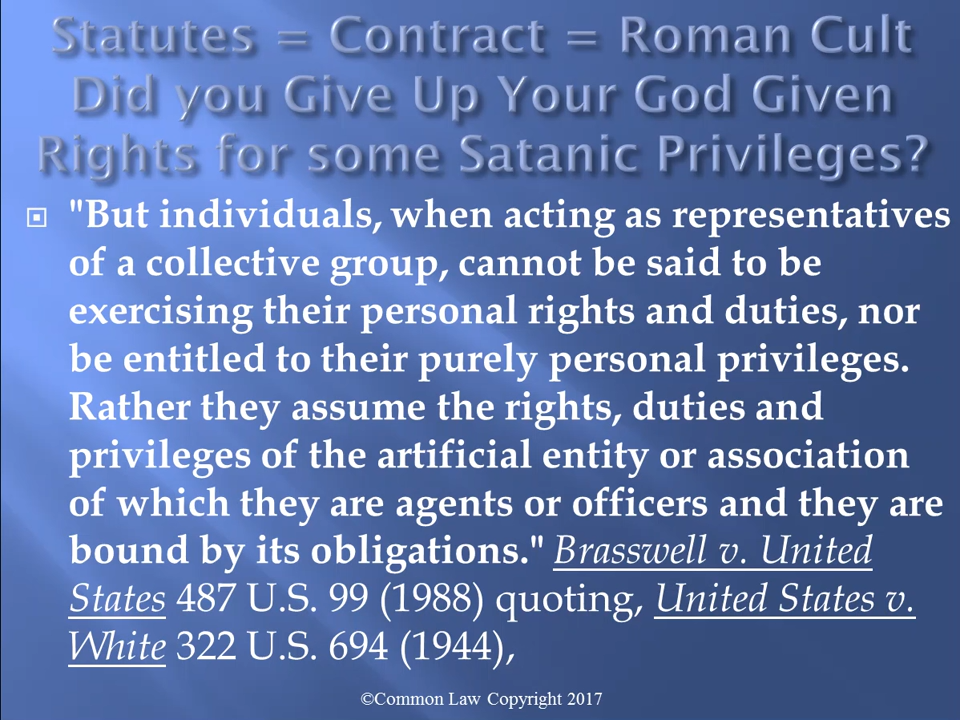 Statutes = Contract = Roman Cult
Did you Give Up Your God Given
Rights for some Satanic Privileges?
"But individuals, when acting as representatives
of a collective group, cannot be said to be
exercising their personal rights and duties, nor
be entitled to their purely personal privileges.
Rather they assume the rights, duties and
privileges of the artificial entity or association
of which they are agents or officers and they are
bound by its obligations." Brasswell v. United
States 487 U.S. 99 (1988) quoting, United States v.
White 322 U.S. 694 (1944),
©Common Law Copyright 2017